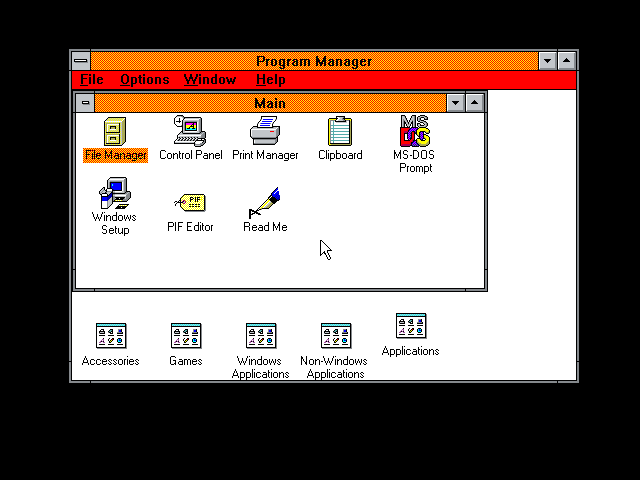 Program Manager
File Options Window Help
Main
File Manager Control Panel Print Manager Clipboard MS-DOS
Prompt
Windows
Setup
PIF Editor Read Me
Accessories Games Windows
Applications
Non-Windows
Applications
Applications
MS
DOS
PIF